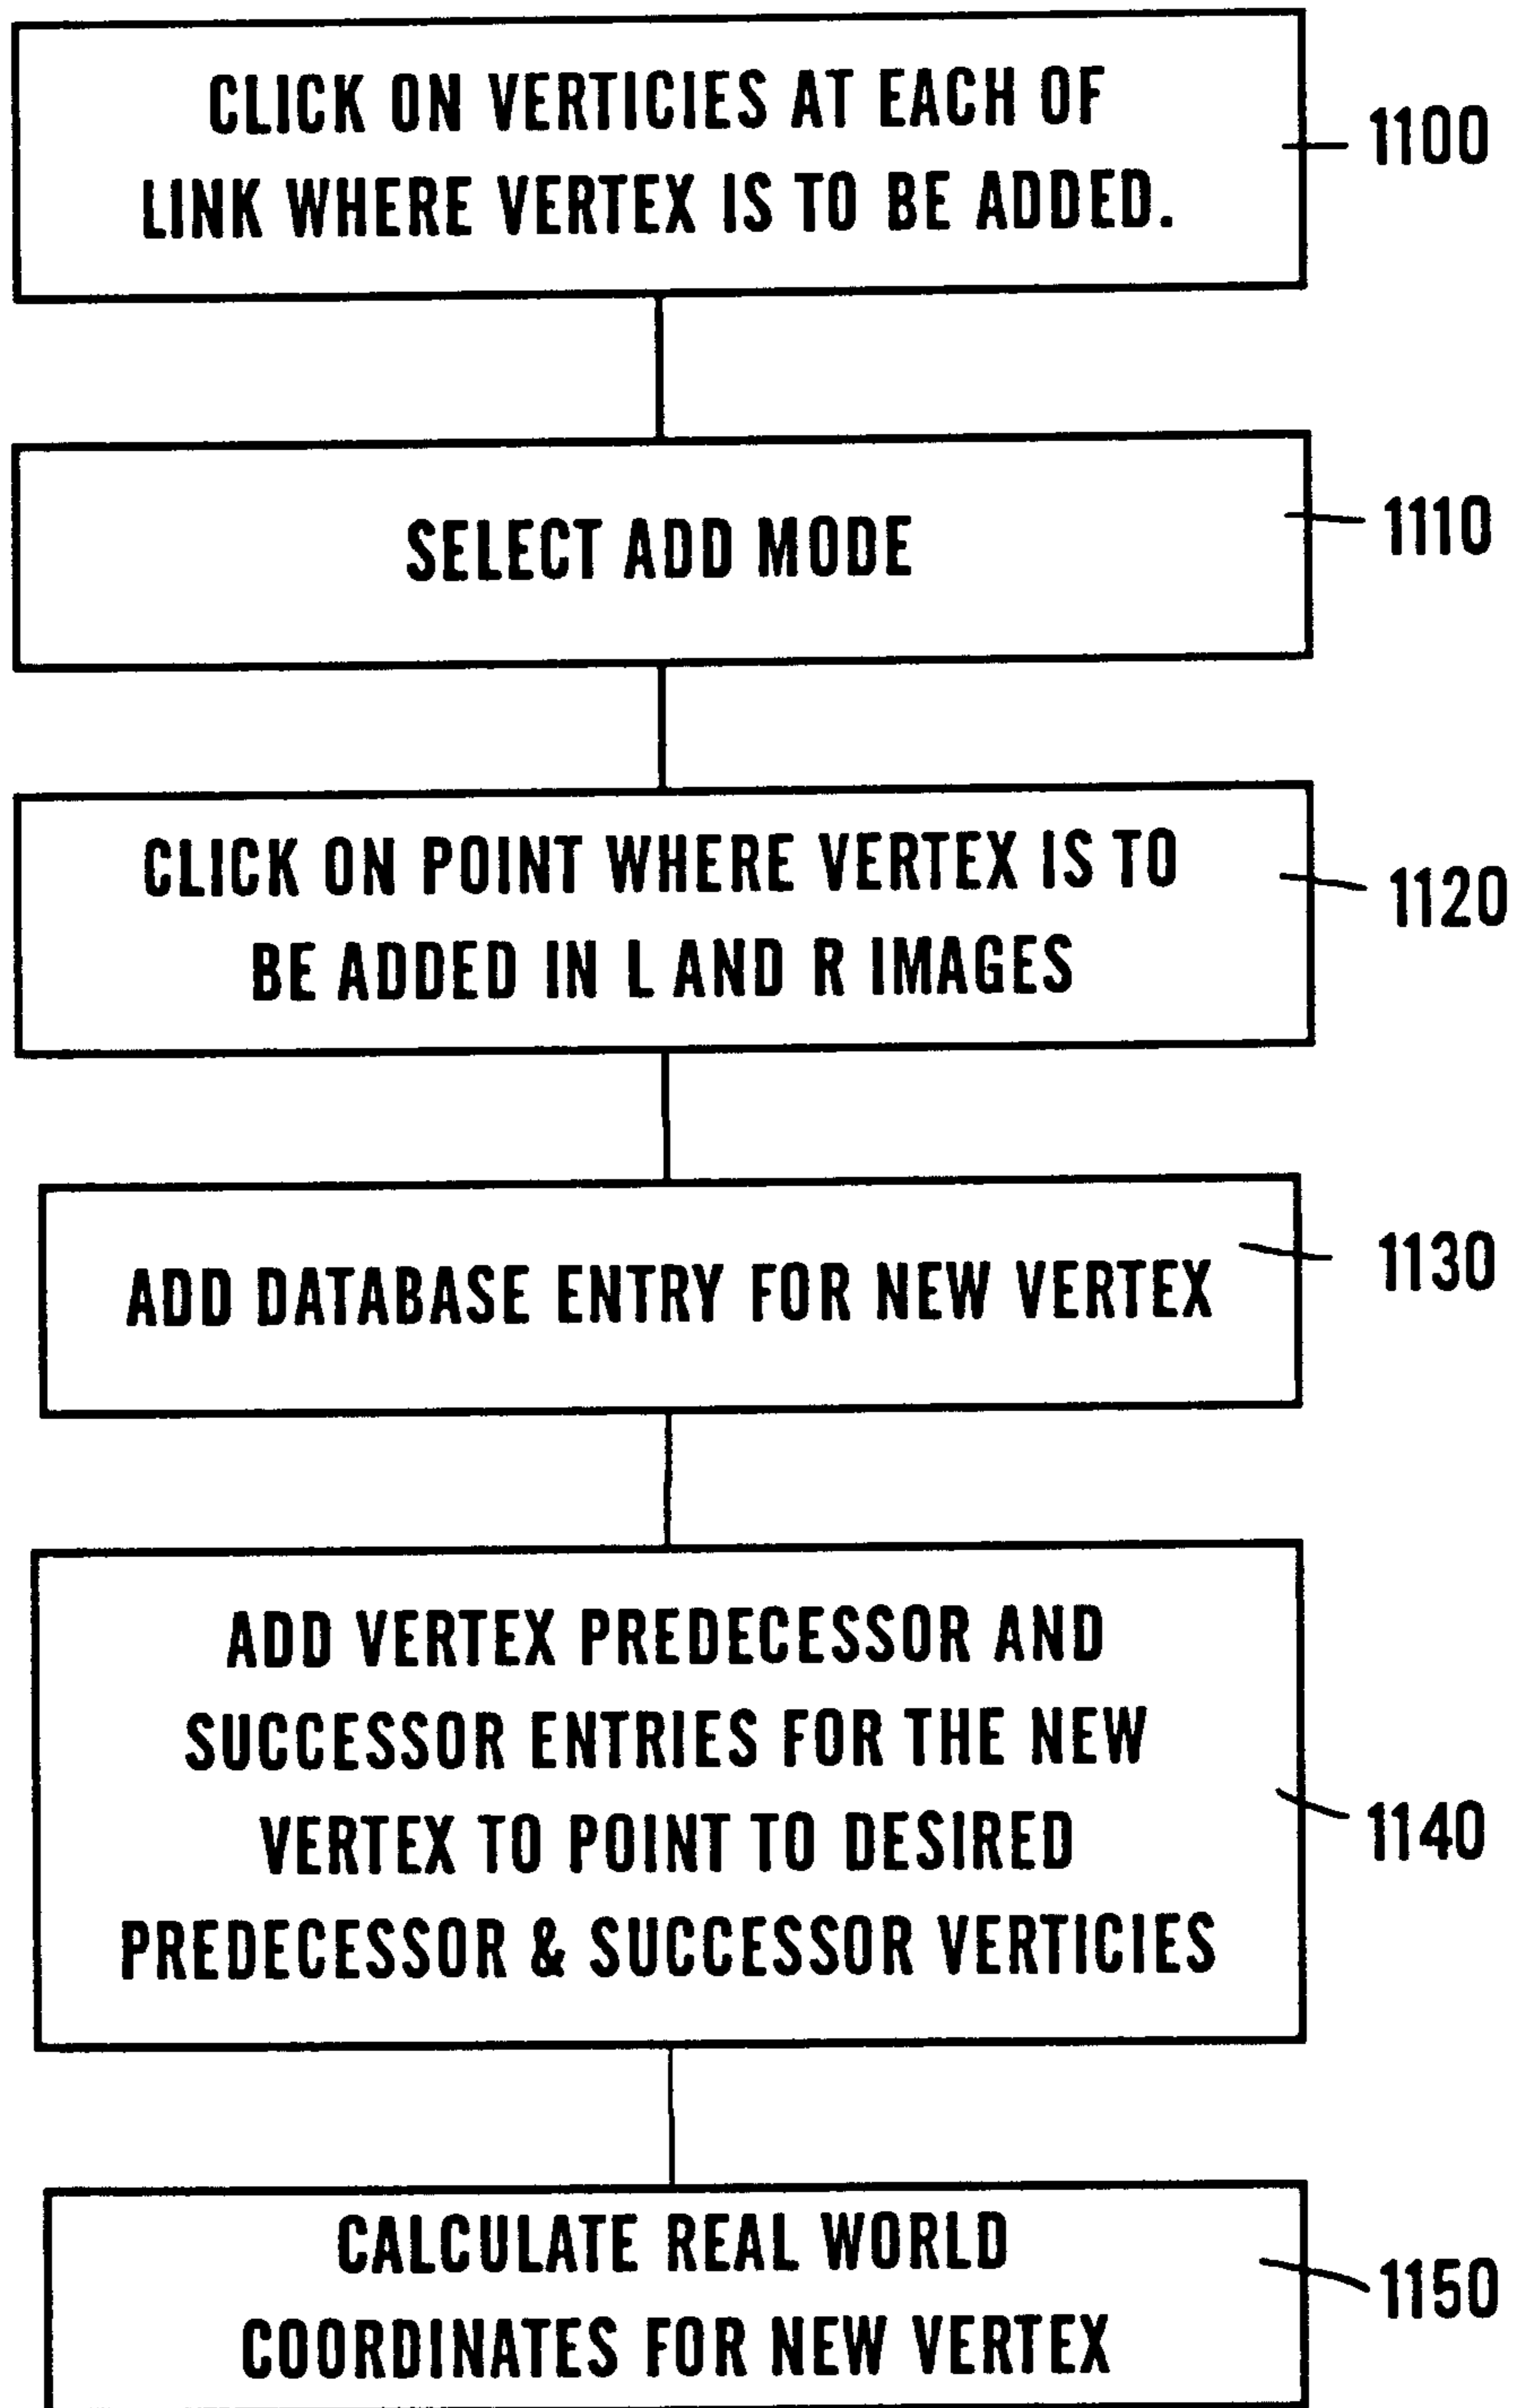 CLICK ON VERTICIES AT EACH OF
LINK WHERE VERTEX IS TO BE ADDED.
1100
SELECT ADD MODE
1110
CLICK ON POINT WHERE VERTEX IS TO
BE ADDED IN L AND R IMAGES
1120
ADD DATABASE ENTRY FOR NEW VERTEX
1130
ADD VERTEX PREDECESSOR AND
SUCCESSOR ENTRIES FOR THE NEW
VERTEX TO POINT TO DESIRED
PREDECESSOR & SUCCESSOR VERTICIES
1140
CALCULATE REAL WORLD
COORDINATES FOR NEW VERTEX
1150